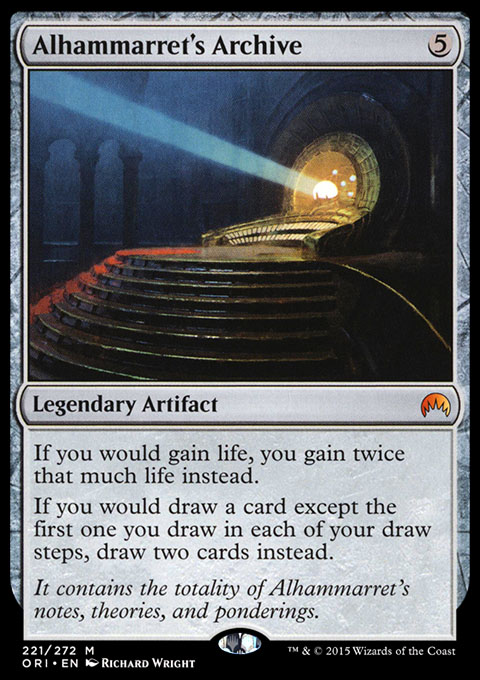 Alhammarret's Archive 5
Legendary Artifact
If you would gain life, you gain twice
that much life instead.
If you would draw a card except the
first one you draw in each of your draw
steps, draw two cards instead.
It contains the totality of Alhammarret's
notes, theories, and ponderings.
221/272 M
ORI • EN Richard Wright
™ & © 2015 Wizards of the Coast